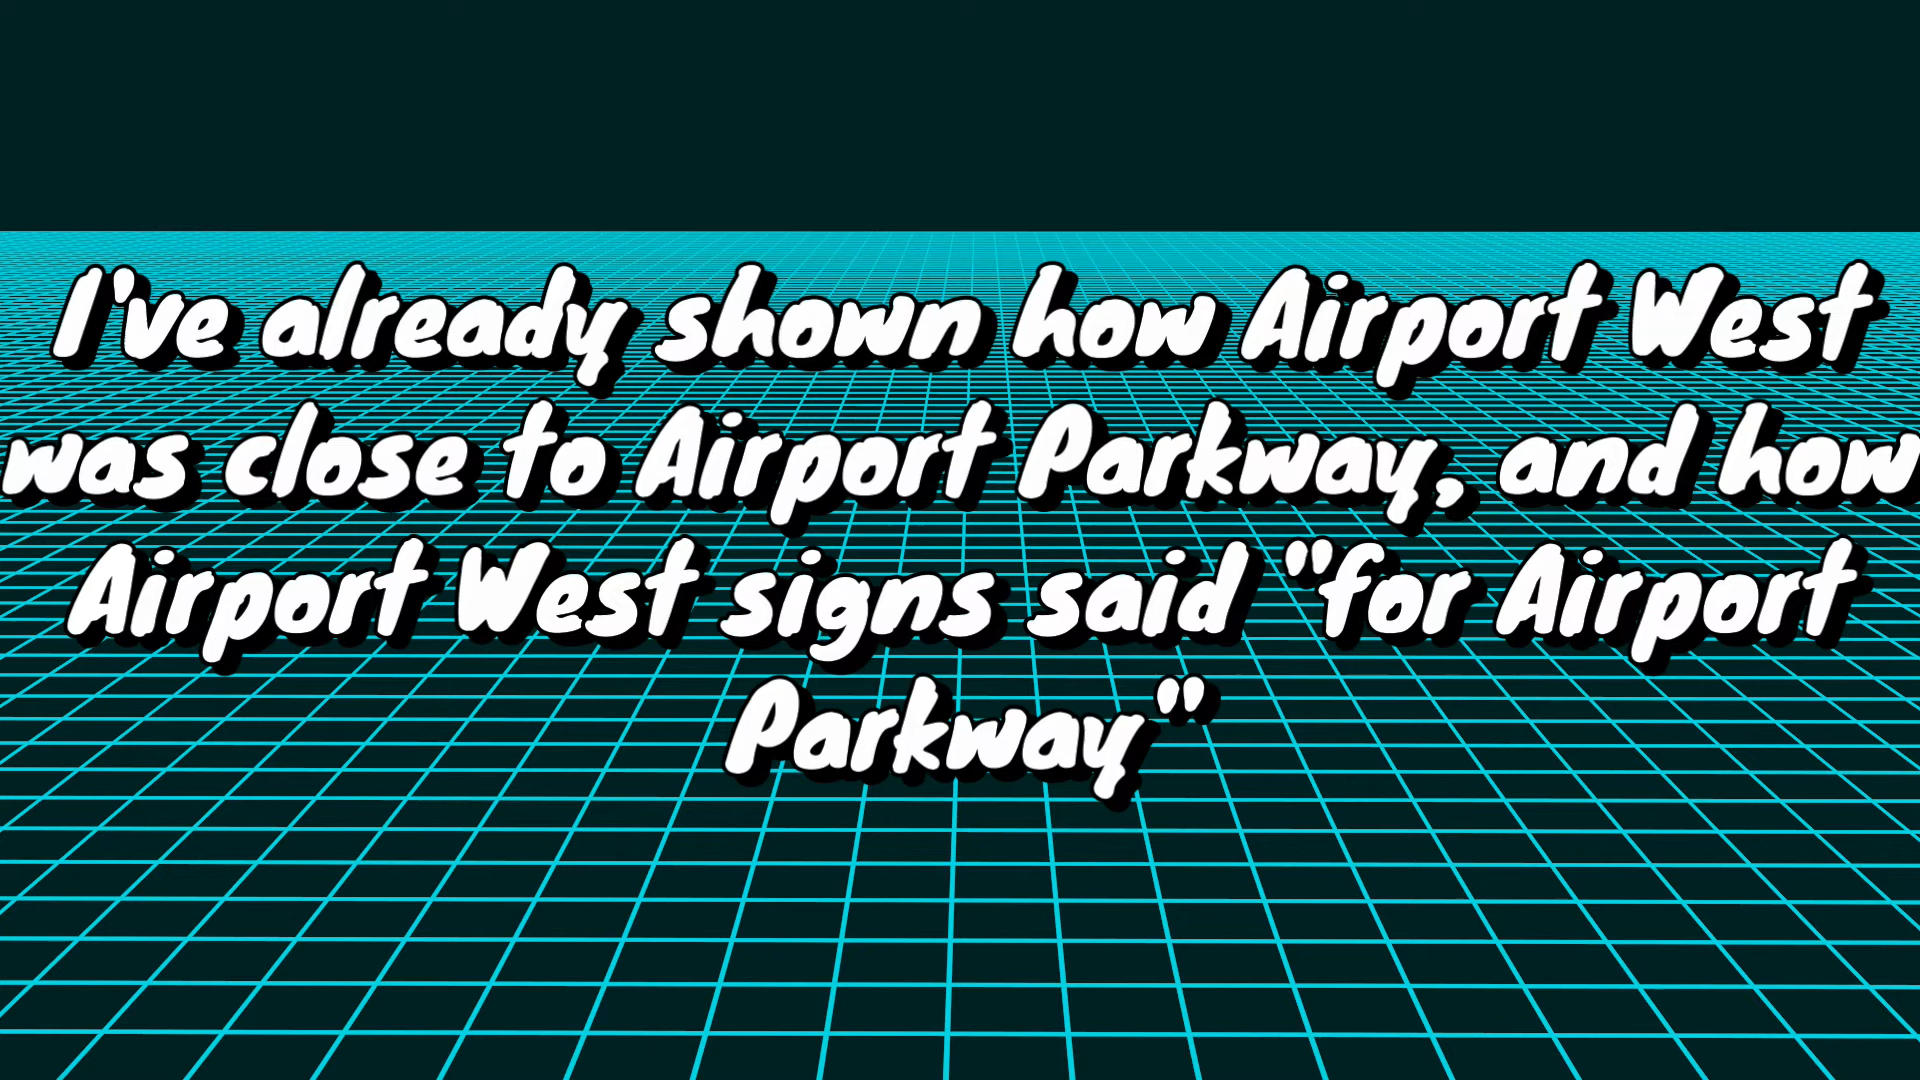 I've already shown how Airport West
was close to Airport Parkway, and how
Airport West signs said "for Airport
Parkway"